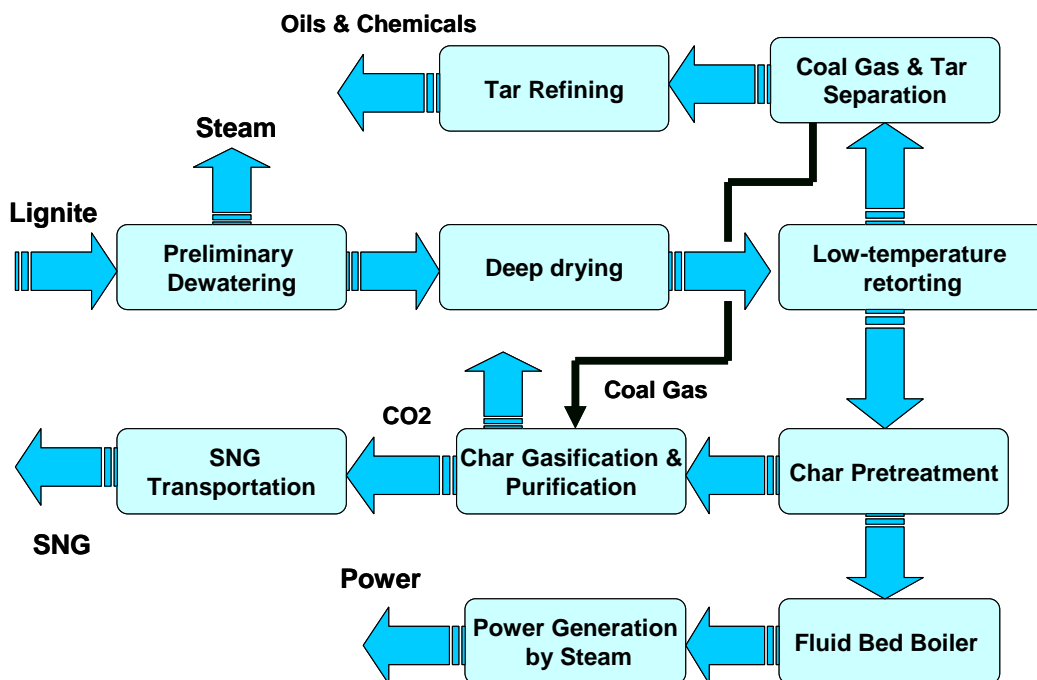 Oils & Chemicals
Tar Refining
Coal Gas & Tar
Separation
Steam
Lignite
Preliminary
Dewatering
Deep drying
Low-temperature
retorting
Coal Gas
CO2
SNG
Transportation
Char Gasification &
Purification
Char Pretreatment
SNG
Power
Power Generation
by Steam
Fluid Bed Boiler